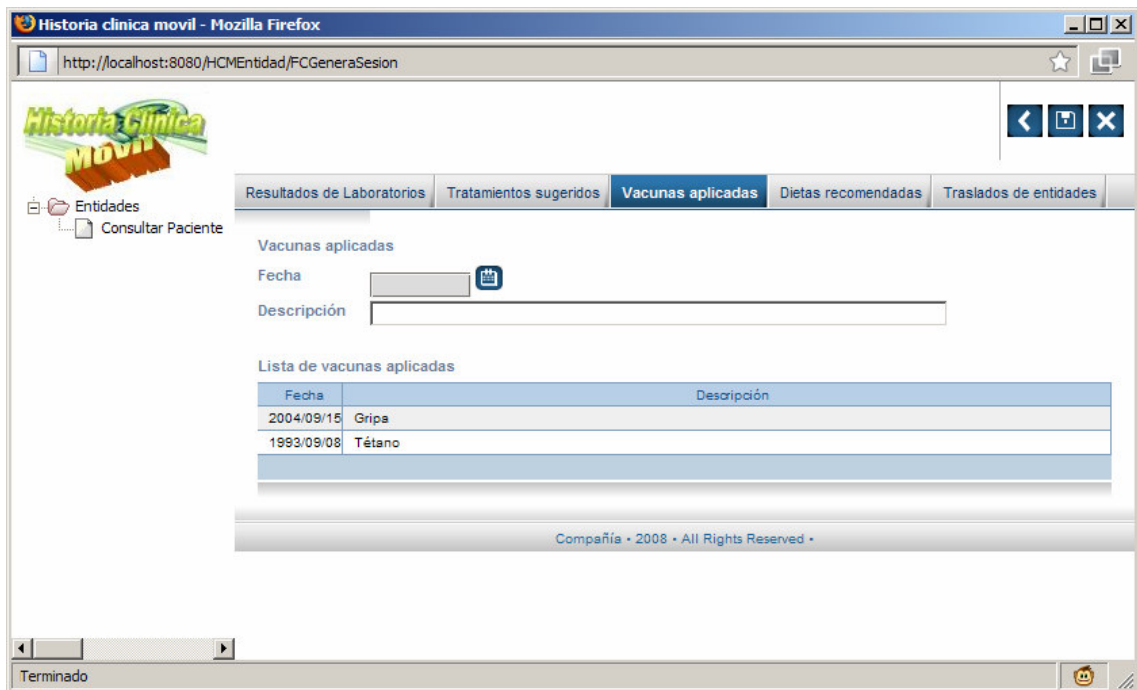 Historia clinica movil - Mozilla Firefox
http://localhost:8080/HCMEntidad/FCGeneraSesion
Historia Clínica
Móvil
Entidades
Consultar Paciente
Resultados de Laboratorios Tratamientos sugeridos Vacunas aplicadas Dietas recomendadas Traslados de entidades
Vacunas aplicadas
Fecha
Descripción
Lista de vacunas aplicadas
Fecha Descripción
2004/09/15 Gripa
1993/09/08 Tétano
Compañía • 2008 • All Rights Reserved •
Terminado